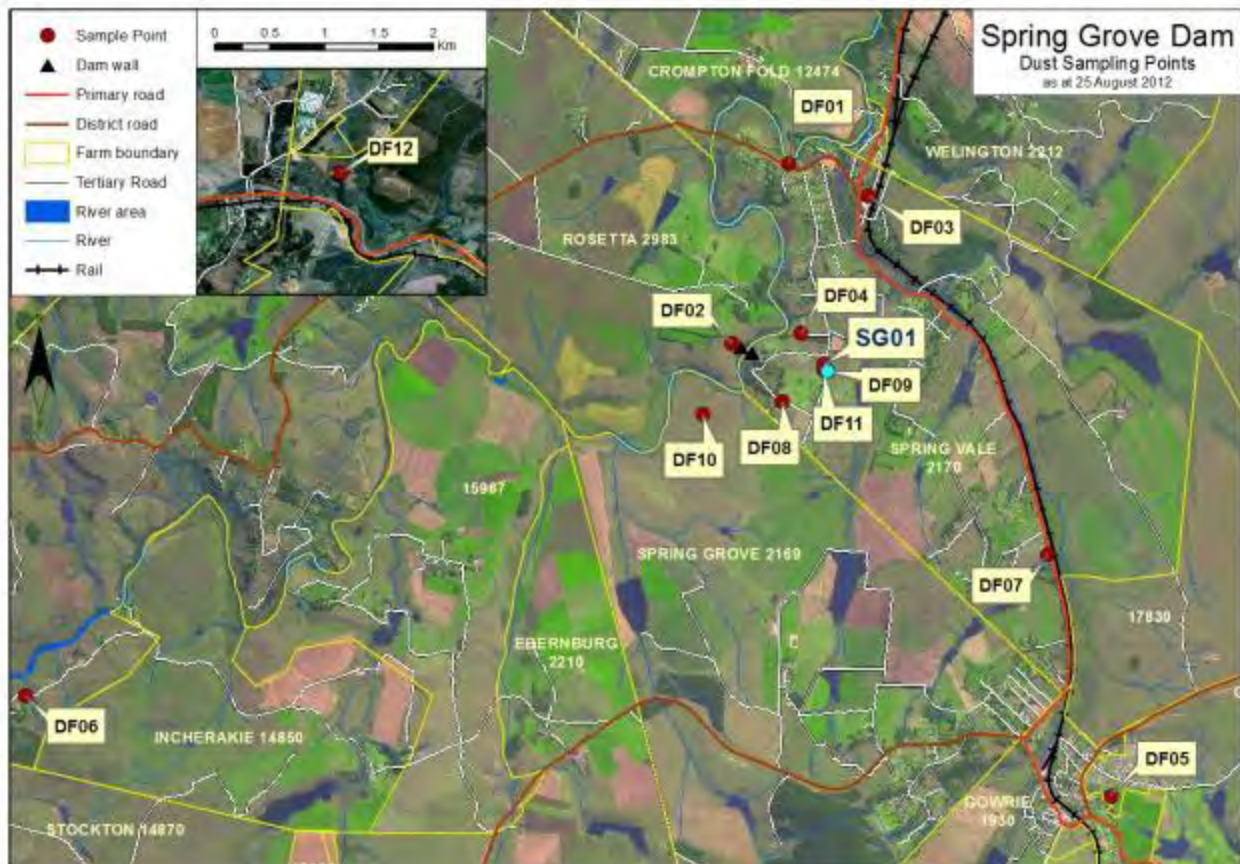 Spring Grove Dam
Dust Sampling Points
as at 25 August 2012
Sample Point
Dam wall
Primary road
District road
Farm boundary
Tertiary Road
River area
River
Rail
0 0.5 1 2
Km
DF12
CROMPTON FOLD 12474
DF01
WELINGTON 2212
DF03
ROSETTA 2983
DF04
DF02
SG01
DF09
DF11
DF08
DF10
SPRING VALE
2170
15987
SPRING GROVE 2169
DF07
17830
EBERNBURG
2210
DF06
INCHERAKIE 14850
DF05
GOWRIE
1930
STOCKTON 14870